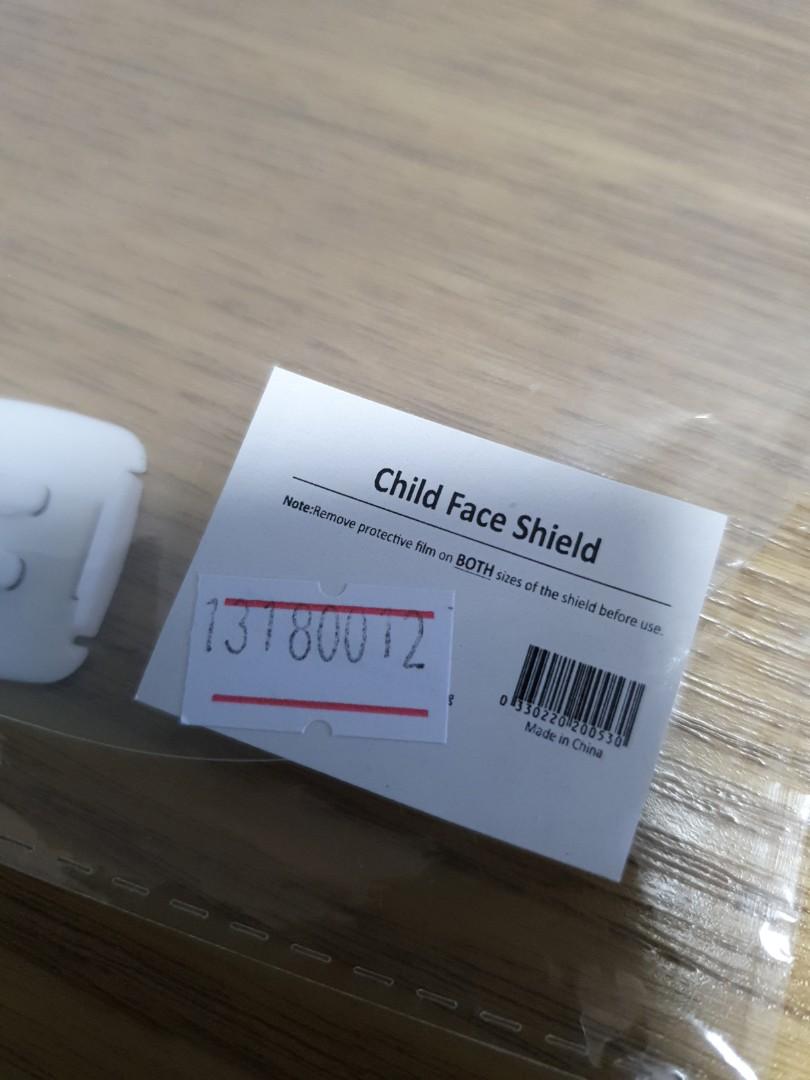 Child Face Shield
Note:Remove protective film on BOTH sizes of the shield before use.
13180012
0 330220 200530
Made in China